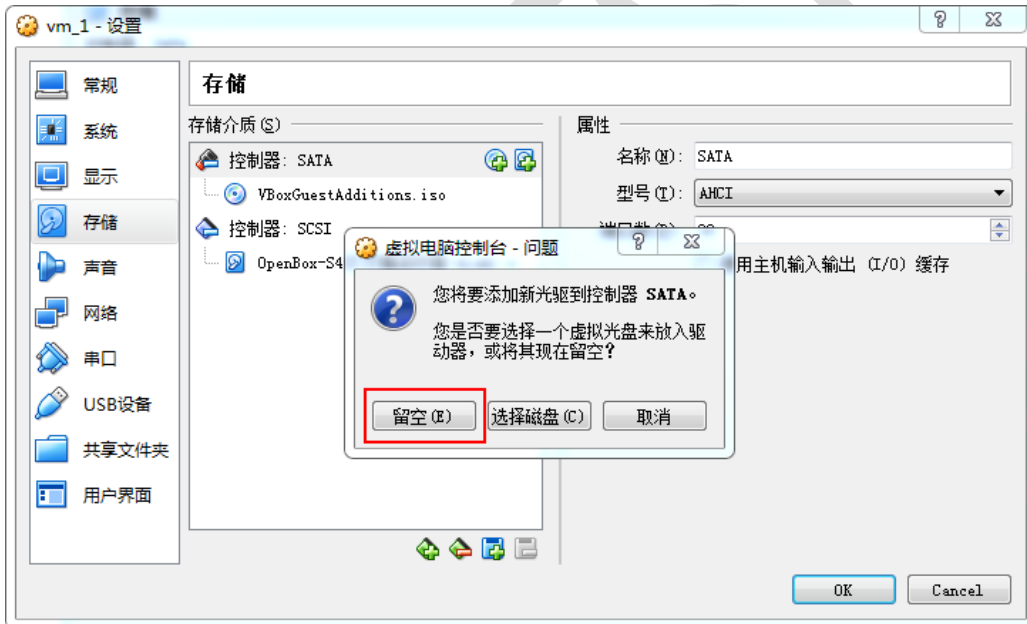 vm_1 - 设置
常规
系统
显示
存储
声音
网络
串口
USB设备
共享文件夹
用户界面
存储
存储介质(S)
控制器: SATA
VBoxGuestAdditions.iso
控制器: SCSI
OpenBox-S4
属性
名称(N): SATA
型号(T): AHCI
用主机输入输出 (I/O) 缓存
虚拟电脑控制台 - 问题
您将要添加新光驱到控制器 SATA。
您是否要选择一个虚拟光盘来放入驱
动器，或将其现在留空?
留空(E) 选择磁盘(C) 取消
OK Cancel